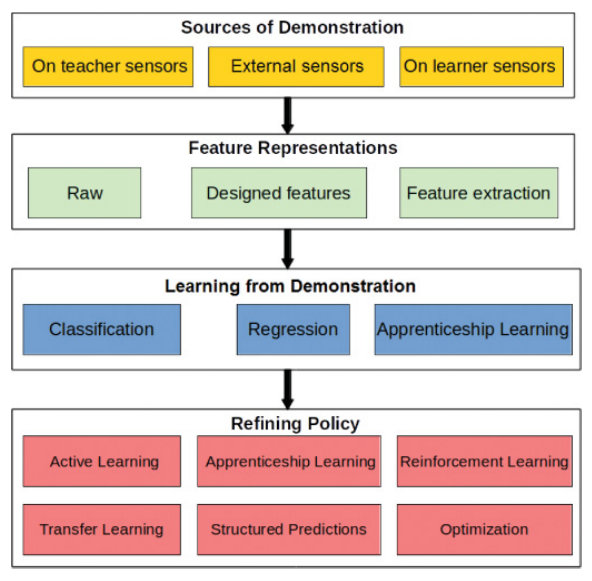 Sources of Demonstration
On teacher sensors
External sensors
On learner sensors
Feature Representations
Raw
Designed features
Feature extraction
Learning from Demonstration
Classification
Regression
Apprenticeship Learning
Refining Policy
Active Learning
Apprenticeship Learning
Reinforcement Learning
Transfer Learning
Structured Predictions
Optimization